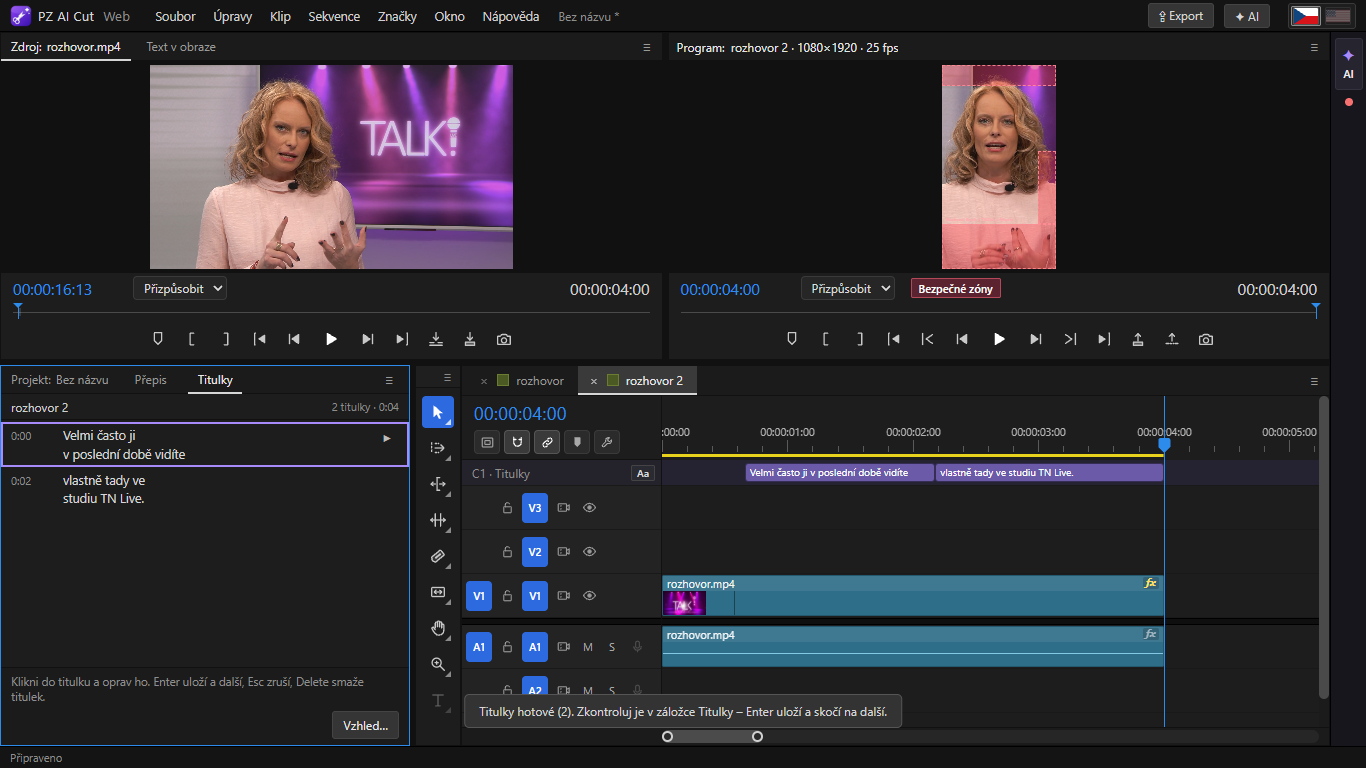 PZ AI Cut Web Soubor Úpravy Klip Sekvence Značky Okno Nápověda Bez názvu * Export AI
Zdroj: rozhovor.mp4 Text v obraze
TALK!
00:00:16:13 Přizpůsobit 00:00:04:00
Program: rozhovor 2 · 1080×1920 · 25 fps
00:00:04:00 Přizpůsobit Bezpečné zóny 00:00:04:00
AI
Projekt: Bez názvu Přepis Titulky
rozhovor 2 2 titulky · 0:04
0:00 Velmi často ji
v poslední době vidíte
0:02 vlastně tady ve
studiu TN Live.
Klikni do titulku a oprav ho. Enter uloží a další, Esc zruší, Delete smaže
titulek.
Vzhled...
× rozhovor × rozhovor 2
00:00:04:00
:00:00 00:00:01:00 00:00:02:00 00:00:03:00 00:00:04:00 00:00:05:00
C1 · Titulky Aa Velmi často ji v poslední době vidíte vlastně tady ve studiu TN Live.
V3
V2
V1 V1 rozhovor.mp4 fx
TALK
A1 A1 M S rozhovor.mp4 fx
A2 M S
T
Titulky hotové (2). Zkontroluj je v záložce Titulky – Enter uloží a skočí na další.
Připraveno